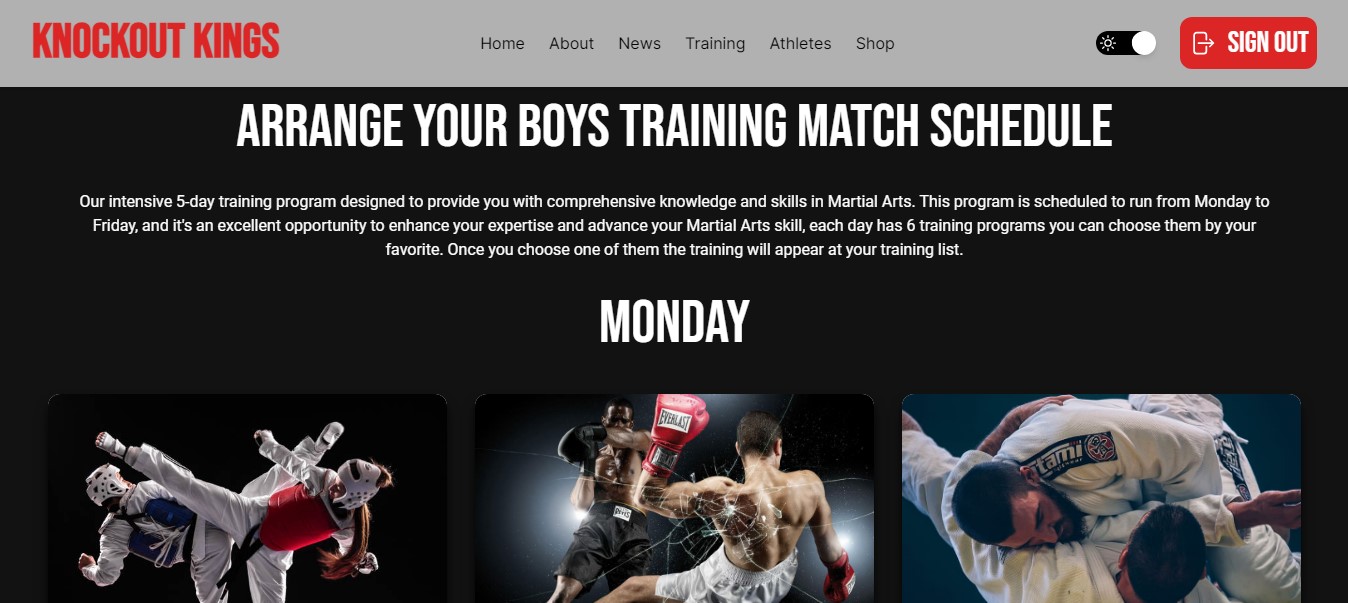 KNOCKOUT KINGS
Home About News Training Athletes Shop
SIGN OUT
ARRANGE YOUR BOYS TRAINING MATCH SCHEDULE
Our intensive 5-day training program designed to provide you with comprehensive knowledge and skills in Martial Arts. This program is scheduled to run from Monday to
Friday, and it's an excellent opportunity to enhance your expertise and advance your Martial Arts skill, each day has 6 training programs you can choose them by your
favorite. Once you choose one of them the training will appear at your training list.
MONDAY
EVERLAST
tami